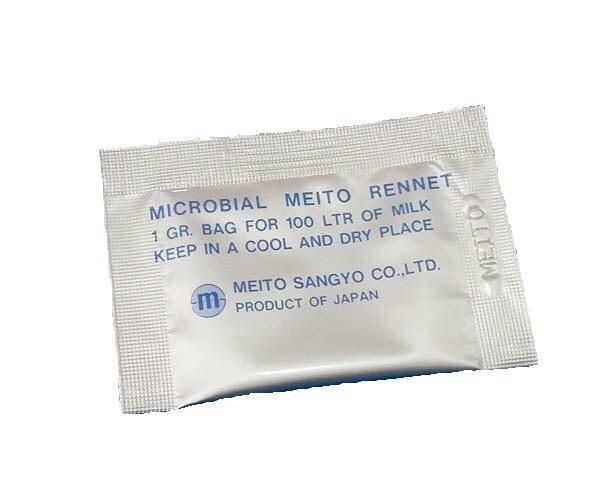 MICROBIAL MEITO RENNET
1 GR. BAG FOR 100 LTR OF MILK
KEEP IN A COOL AND DRY PLACE
m MEITO SANGYO CO.,LTD.
PRODUCT OF JAPAN
MEITO